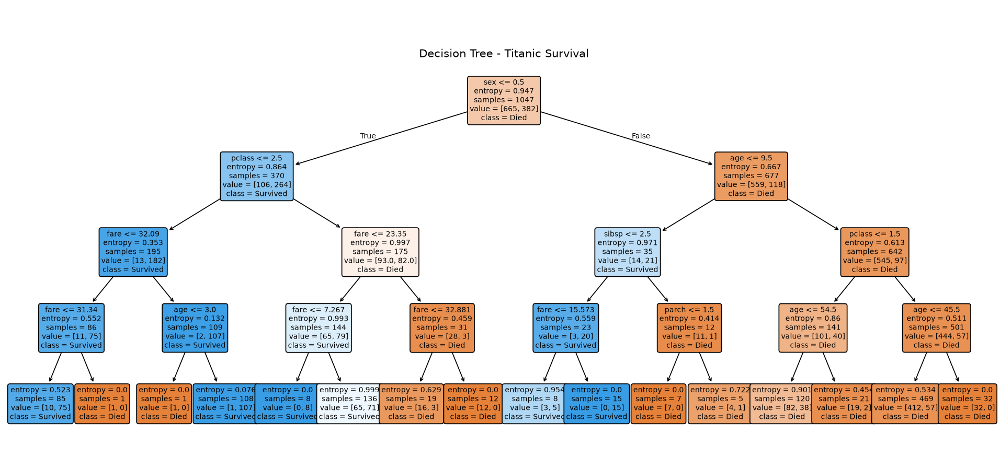 Decision Tree - Titanic Survival
sex <= 0.5
entropy = 0.947
samples = 1047
value = [665, 382]
class = Died
True
False
pclass <= 2.5
entropy = 0.864
samples = 370
value = [106, 264]
class = Survived
age <= 9.5
entropy = 0.667
samples = 677
value = [559, 118]
class = Died
fare <= 32.09
entropy = 0.353
samples = 195
value = [13, 182]
class = Survived
fare <= 23.35
entropy = 0.997
samples = 175
value = [93.0, 82.0]
class = Died
sibsp <= 2.5
entropy = 0.971
samples = 35
value = [14, 21]
class = Survived
pclass <= 1.5
entropy = 0.613
samples = 642
value = [545, 97]
class = Died
fare <= 31.34
entropy = 0.552
samples = 86
value = [11, 75]
class = Survived
age <= 3.0
entropy = 0.132
samples = 109
value = [2, 107]
class = Survived
fare <= 7.267
entropy = 0.993
samples = 144
value = [65, 79]
class = Survived
fare <= 32.881
entropy = 0.459
samples = 31
value = [28, 3]
class = Died
fare <= 15.573
entropy = 0.559
samples = 23
value = [3, 20]
class = Survived
parch <= 1.5
entropy = 0.414
samples = 12
value = [11, 1]
class = Died
age <= 54.5
entropy = 0.86
samples = 141
value = [101, 40]
class = Died
age <= 45.5
entropy = 0.511
samples = 501
value = [444, 57]
class = Died
entropy = 0.523
samples = 85
value = [10, 75]
class = Survived
entropy = 0.0
samples = 1
value = [1, 0]
class = Died
entropy = 0.0
samples = 1
value = [1, 0]
class = Died
entropy = 0.076
samples = 108
value = [1, 107]
class = Survived
entropy = 0.0
samples = 8
value = [0, 8]
class = Survived
entropy = 0.999
samples = 136
value = [65, 71]
class = Survived
entropy = 0.629
samples = 19
value = [16, 3]
class = Died
entropy = 0.0
samples = 12
value = [12, 0]
class = Died
entropy = 0.954
samples = 8
value = [3, 5]
class = Survived
entropy = 0.0
samples = 15
value = [0, 15]
class = Survived
entropy = 0.0
samples = 7
value = [7, 0]
class = Died
entropy = 0.722
samples = 5
value = [4, 1]
class = Died
entropy = 0.901
samples = 120
value = [82, 38]
class = Died
entropy = 0.454
samples = 21
value = [19, 2]
class = Died
entropy = 0.534
samples = 469
value = [412, 57]
class = Died
entropy = 0.0
samples = 32
value = [32, 0]
class = Died